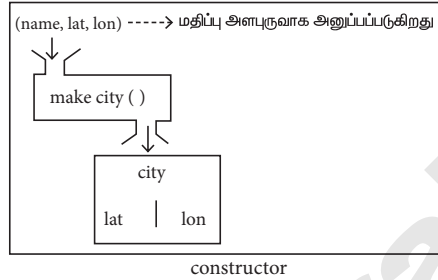 (name, lat, lon) -----> மதிப்பு அளபுருவாக அனுப்பப்படுகிறது
make city ( )
city
lat | lon
constructor